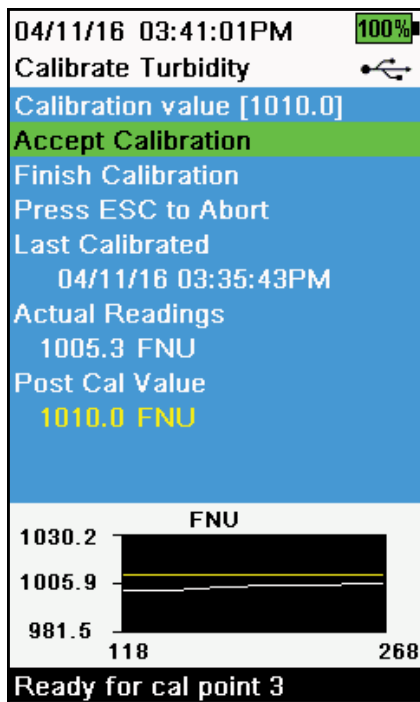 04/11/16 03:41:01PM 100%
Calibrate Turbidity
Calibration value [1010.0]
Accept Calibration
Finish Calibration
Press ESC to Abort
Last Calibrated
04/11/16 03:35:43PM
Actual Readings
1005.3 FNU
Post Cal Value
1010.0 FNU
FNU
1030.2
1005.9
981.5
118 268
Ready for cal point 3